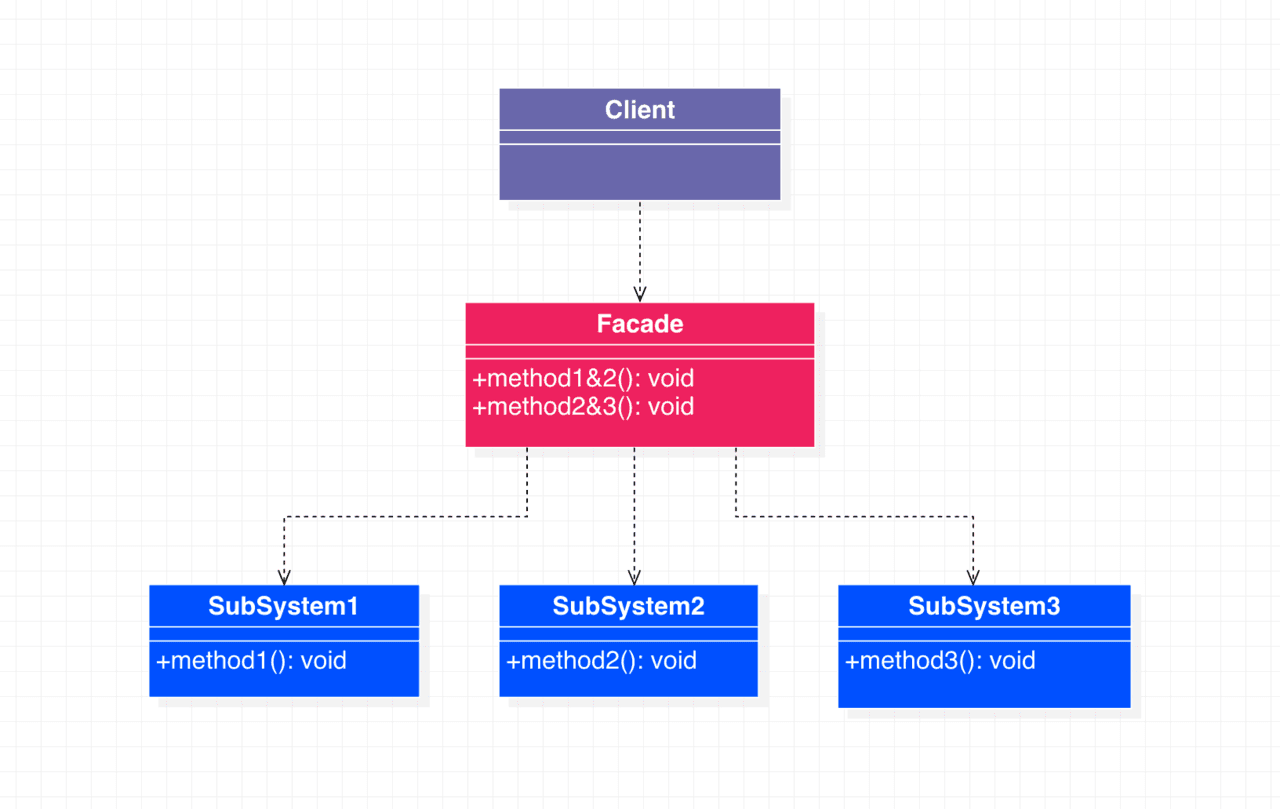 Client
Facade
+method1&2(): void
+method2&3(): void
SubSystem1
+method1(): void
SubSystem2
+method2(): void
SubSystem3
+method3(): void